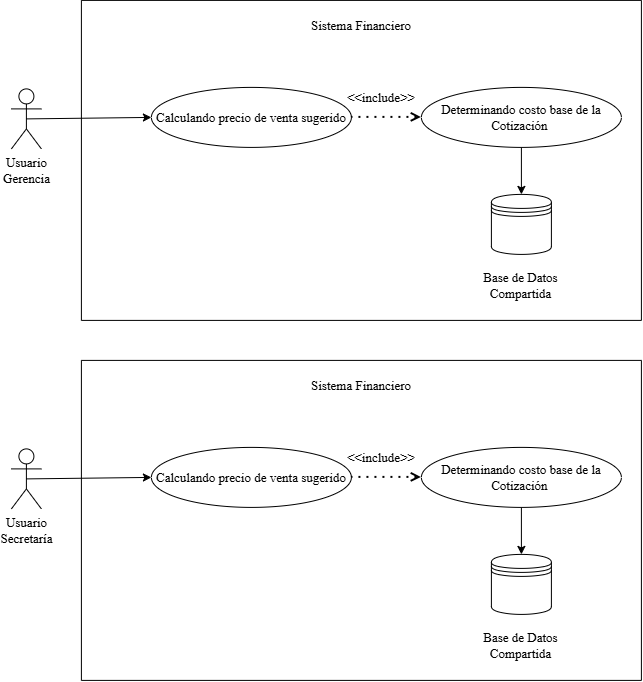 Sistema Financiero
<<include>>
Calculando precio de venta sugerido
Determinando costo base de la
Cotización
Usuario
Gerencia
Base de Datos
Compartida
Sistema Financiero
<<include>>
Calculando precio de venta sugerido
Determinando costo base de la
Cotización
Usuario
Secretaría
Base de Datos
Compartida